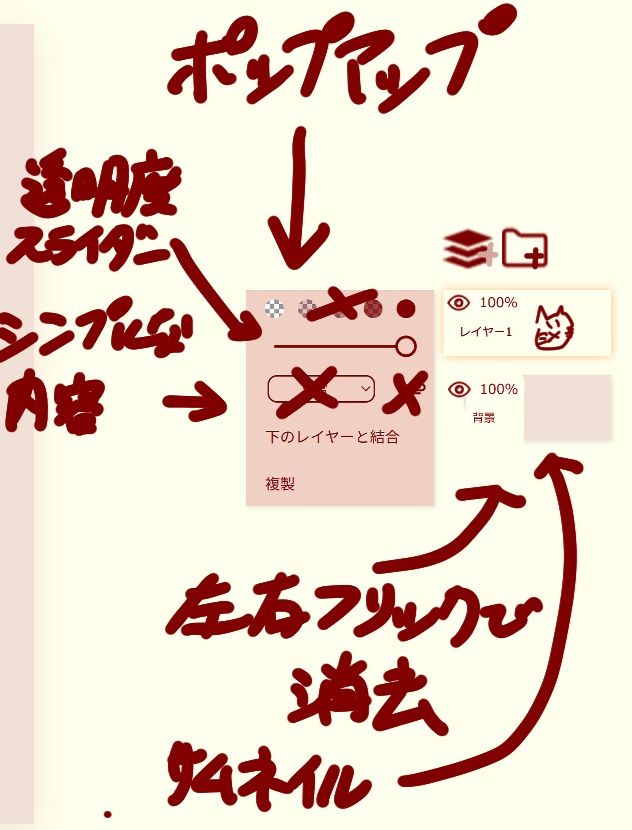 ポップアップ
透明度
スライダー
シンプルな
内容
100%
レイヤー1
100%
背景
下のレイヤーと結合
複製
左右フリックで
消去
サムネイル